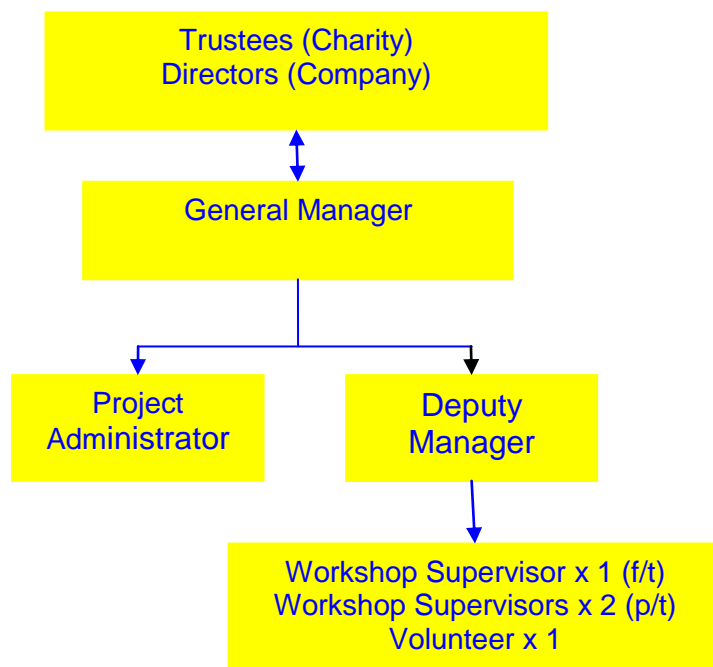 Trustees (Charity)
Directors (Company)
General Manager
Project
Administrator
Deputy
Manager
Workshop Supervisor x 1 (f/t)
Workshop Supervisors x 2 (p/t)
Volunteer x 1